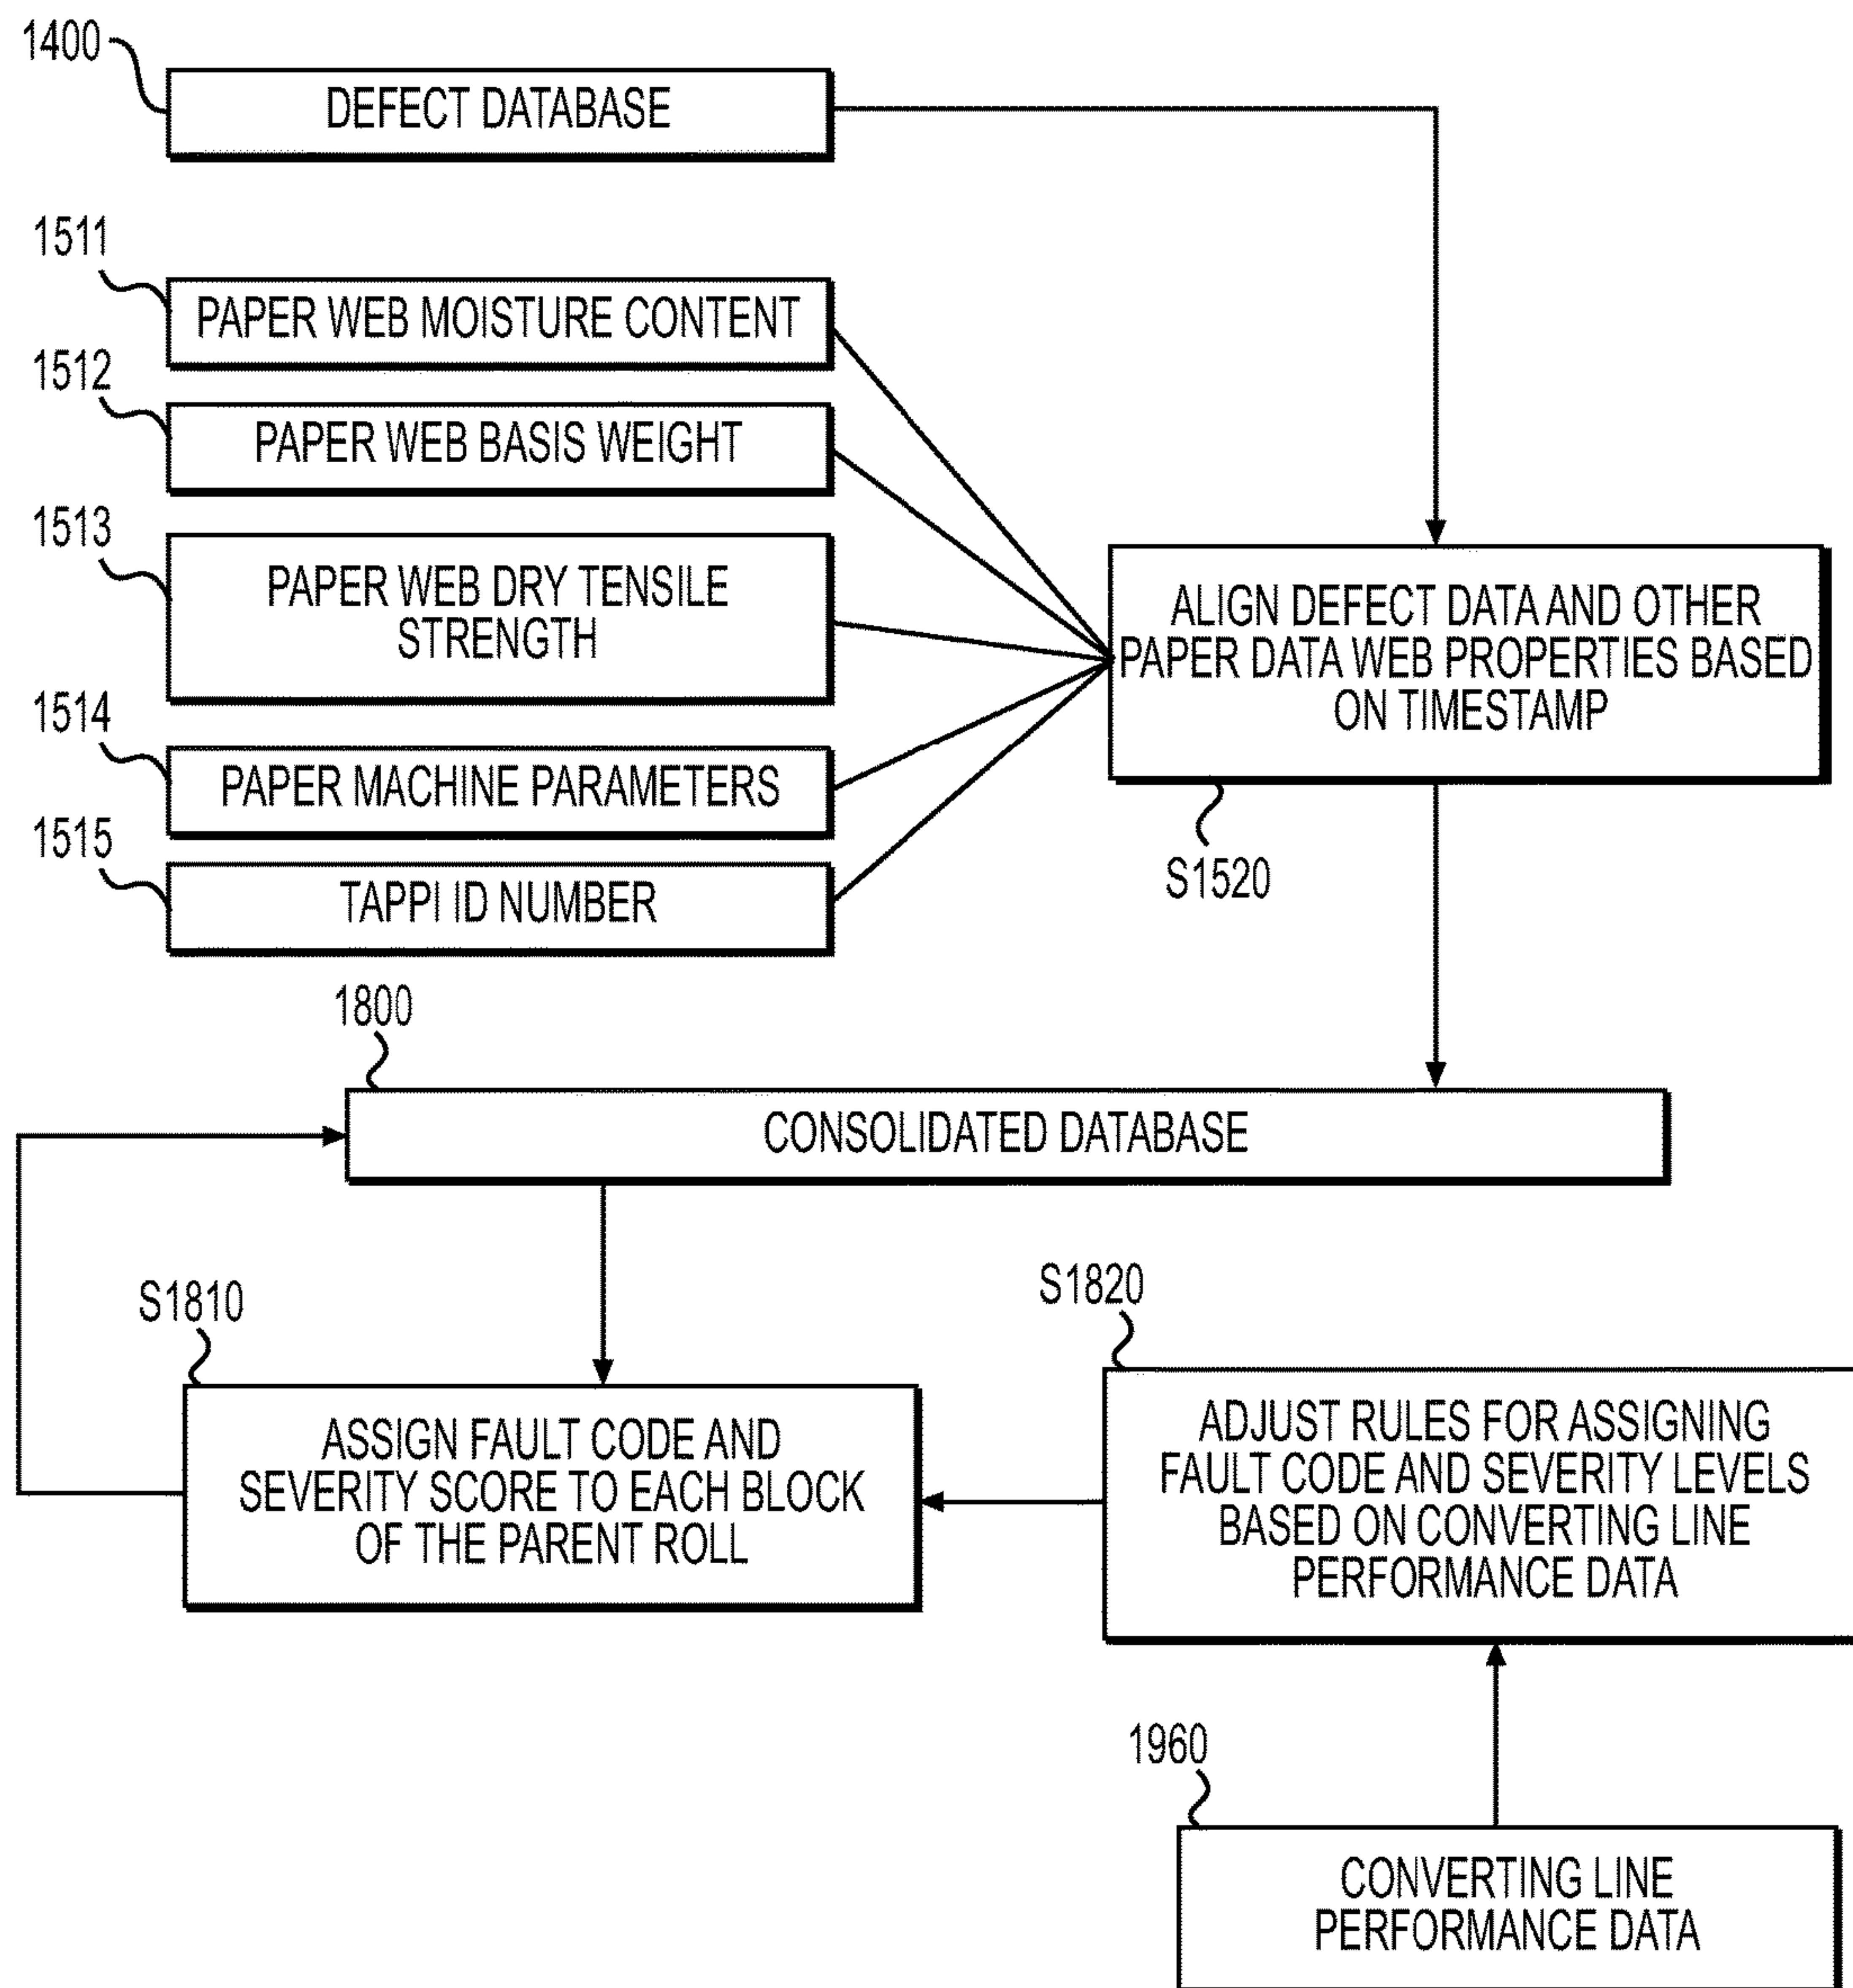 1400
DEFECT DATABASE
1511
PAPER WEB MOISTURE CONTENT
1512
PAPER WEB BASIS WEIGHT
1513
PAPER WEB DRY TENSILE
STRENGTH
1514
PAPER MACHINE PARAMETERS
1515
TAPPI ID NUMBER
ALIGN DEFECT DATA AND OTHER
PAPER DATA WEB PROPERTIES BASED
ON TIMESTAMP
S1520
1800
CONSOLIDATED DATABASE
S1810
ASSIGN FAULT CODE AND
SEVERITY SCORE TO EACH BLOCK
OF THE PARENT ROLL
S1820
ADJUST RULES FOR ASSIGNING
FAULT CODE AND SEVERITY LEVELS
BASED ON CONVERTING LINE
PERFORMANCE DATA
1960
CONVERTING LINE
PERFORMANCE DATA